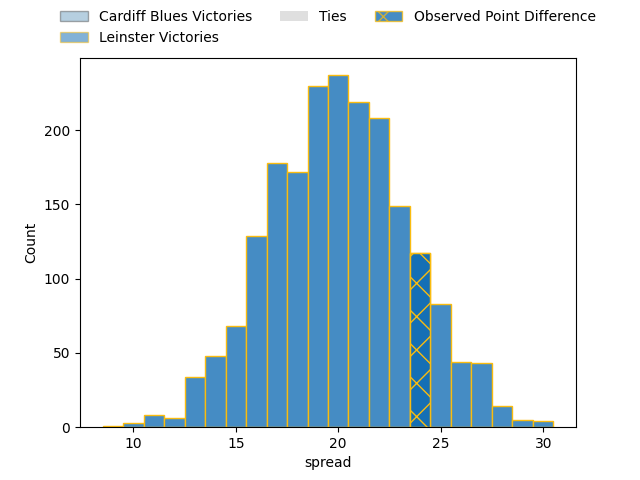 Cardiff Blues Victories
Ties
Observed Point Difference
Leinster Victories
200
150
100
50
0
Count
10
15
20
25
30
spread